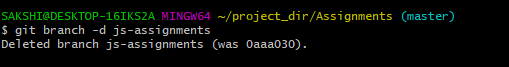 SAKSHI@DESKTOP-16IKS2A MINGW64 ~/project_dir/Assignments (master)
$ git branch -d js-assignments
Deleted branch js-assignments (was 0aaa030).